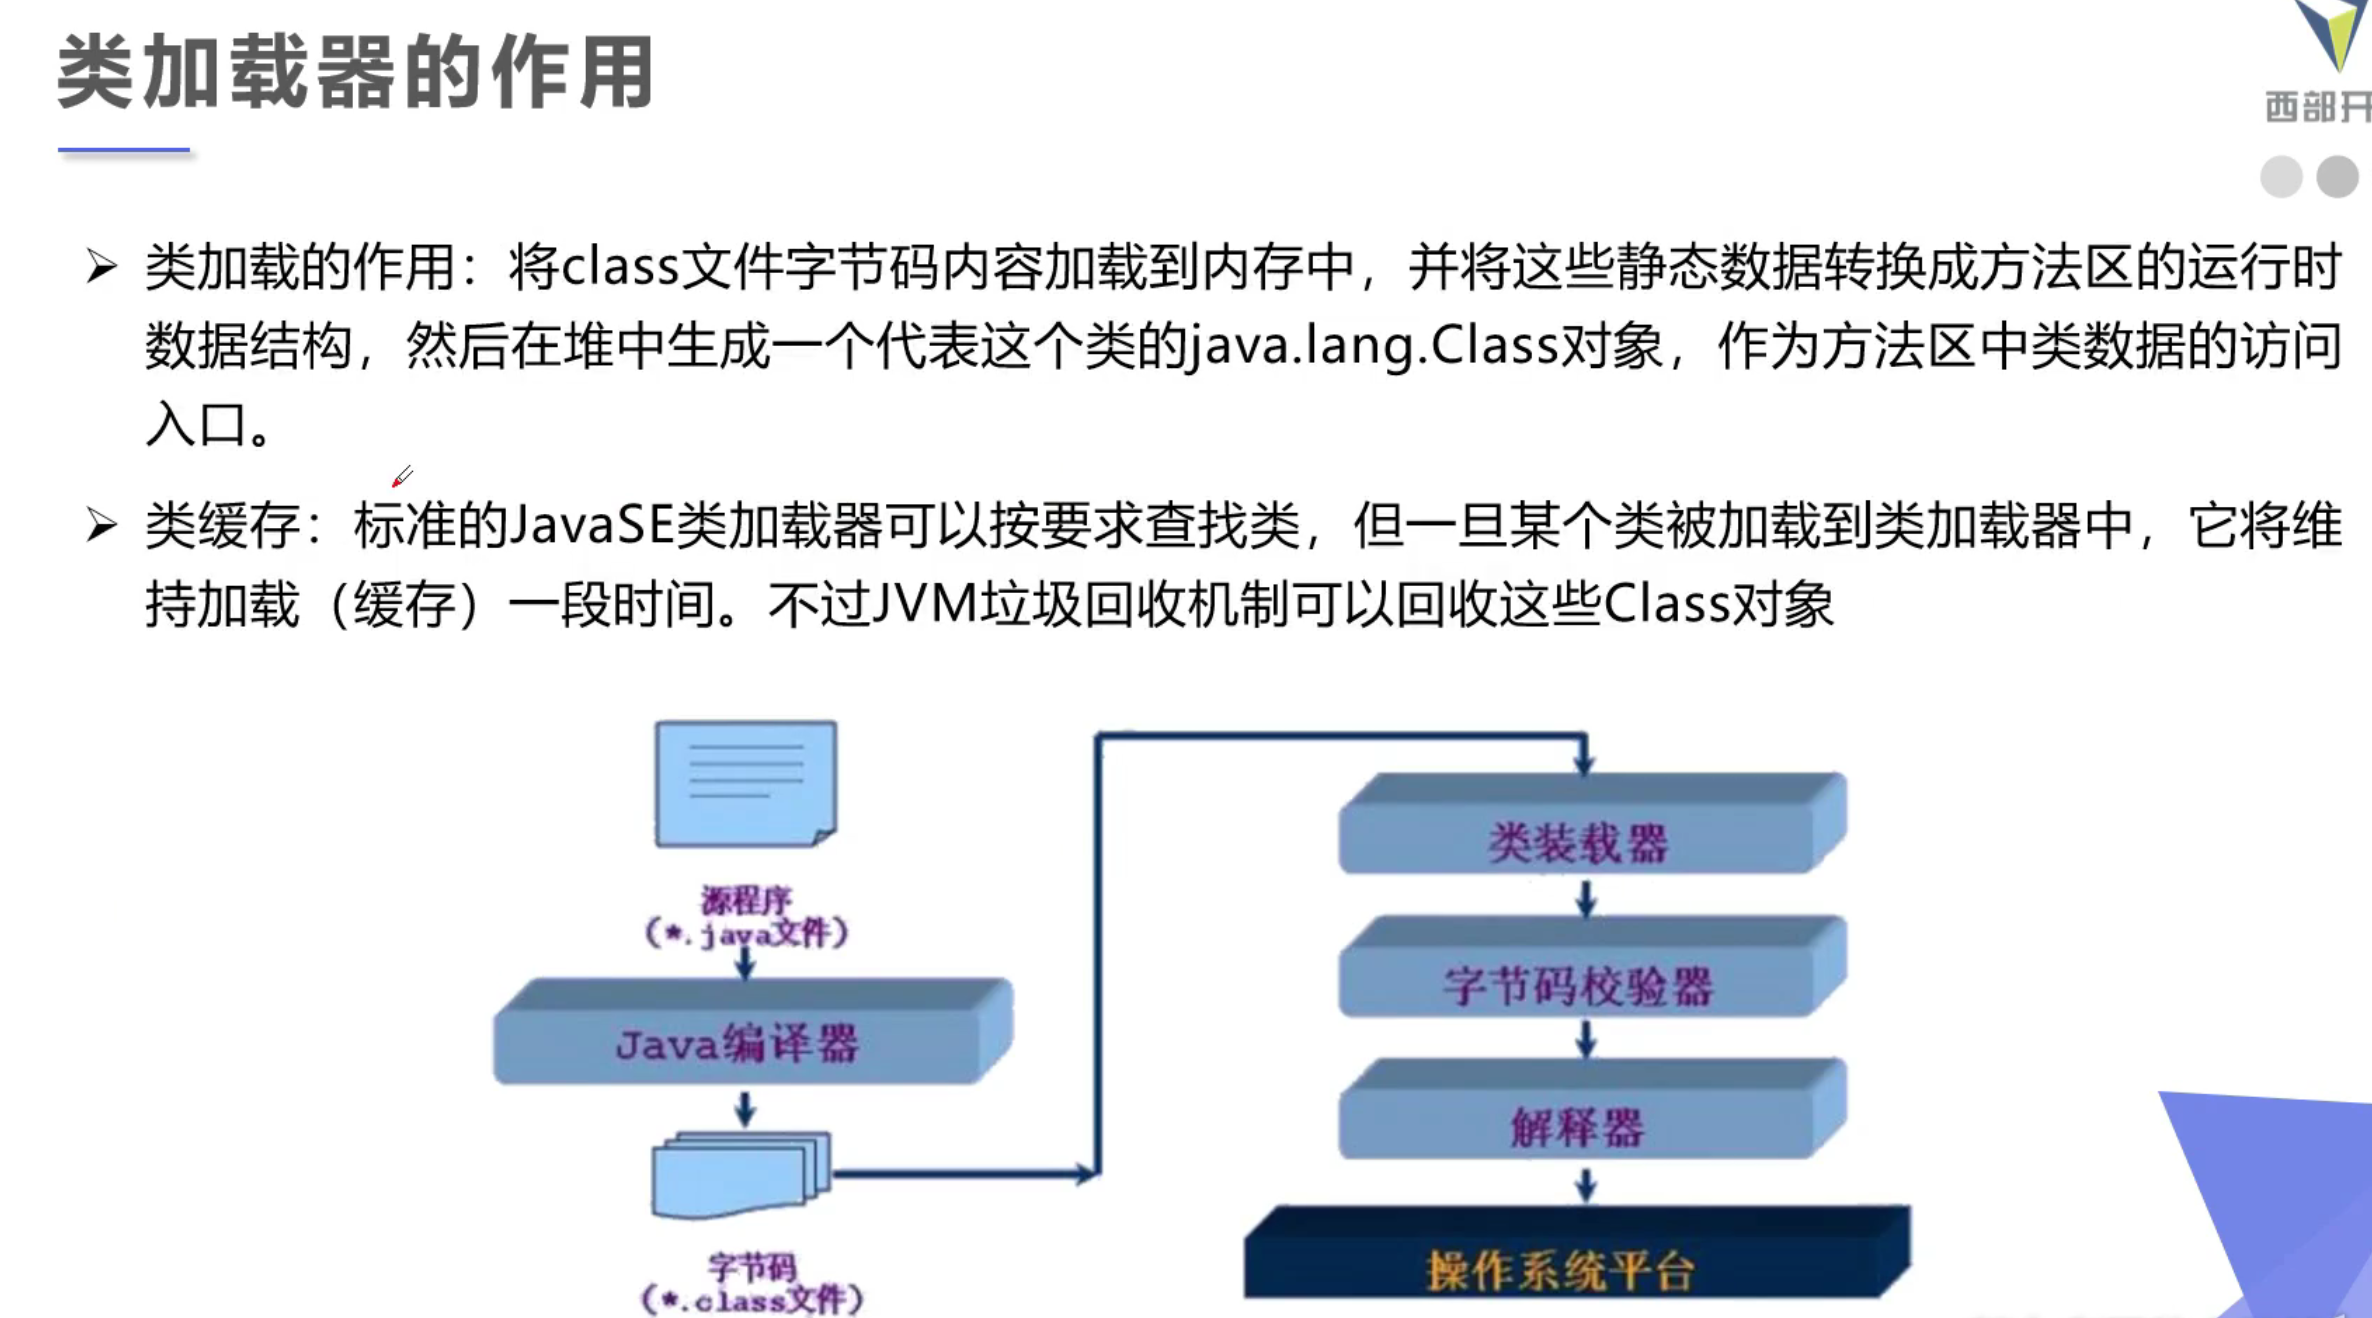 类加载器的作用
西部开
类加载的作用：将class文件字节码内容加载到内存中，并将这些静态数据转换成方法区的运行时
数据结构，然后在堆中生成一个代表这个类的java.lang.Class对象，作为方法区中类数据的访问
入口。
类缓存：标准的JavaSE类加载器可以按要求查找类，但一旦某个类被加载到类加载器中，它将维
持加载（缓存）一段时间。不过JVM垃圾回收机制可以回收这些Class对象
源程序
（*.java文件）
Java编译器
字节码
（*.class文件）
类装载器
字节码校验器
解释器
操作系统平台